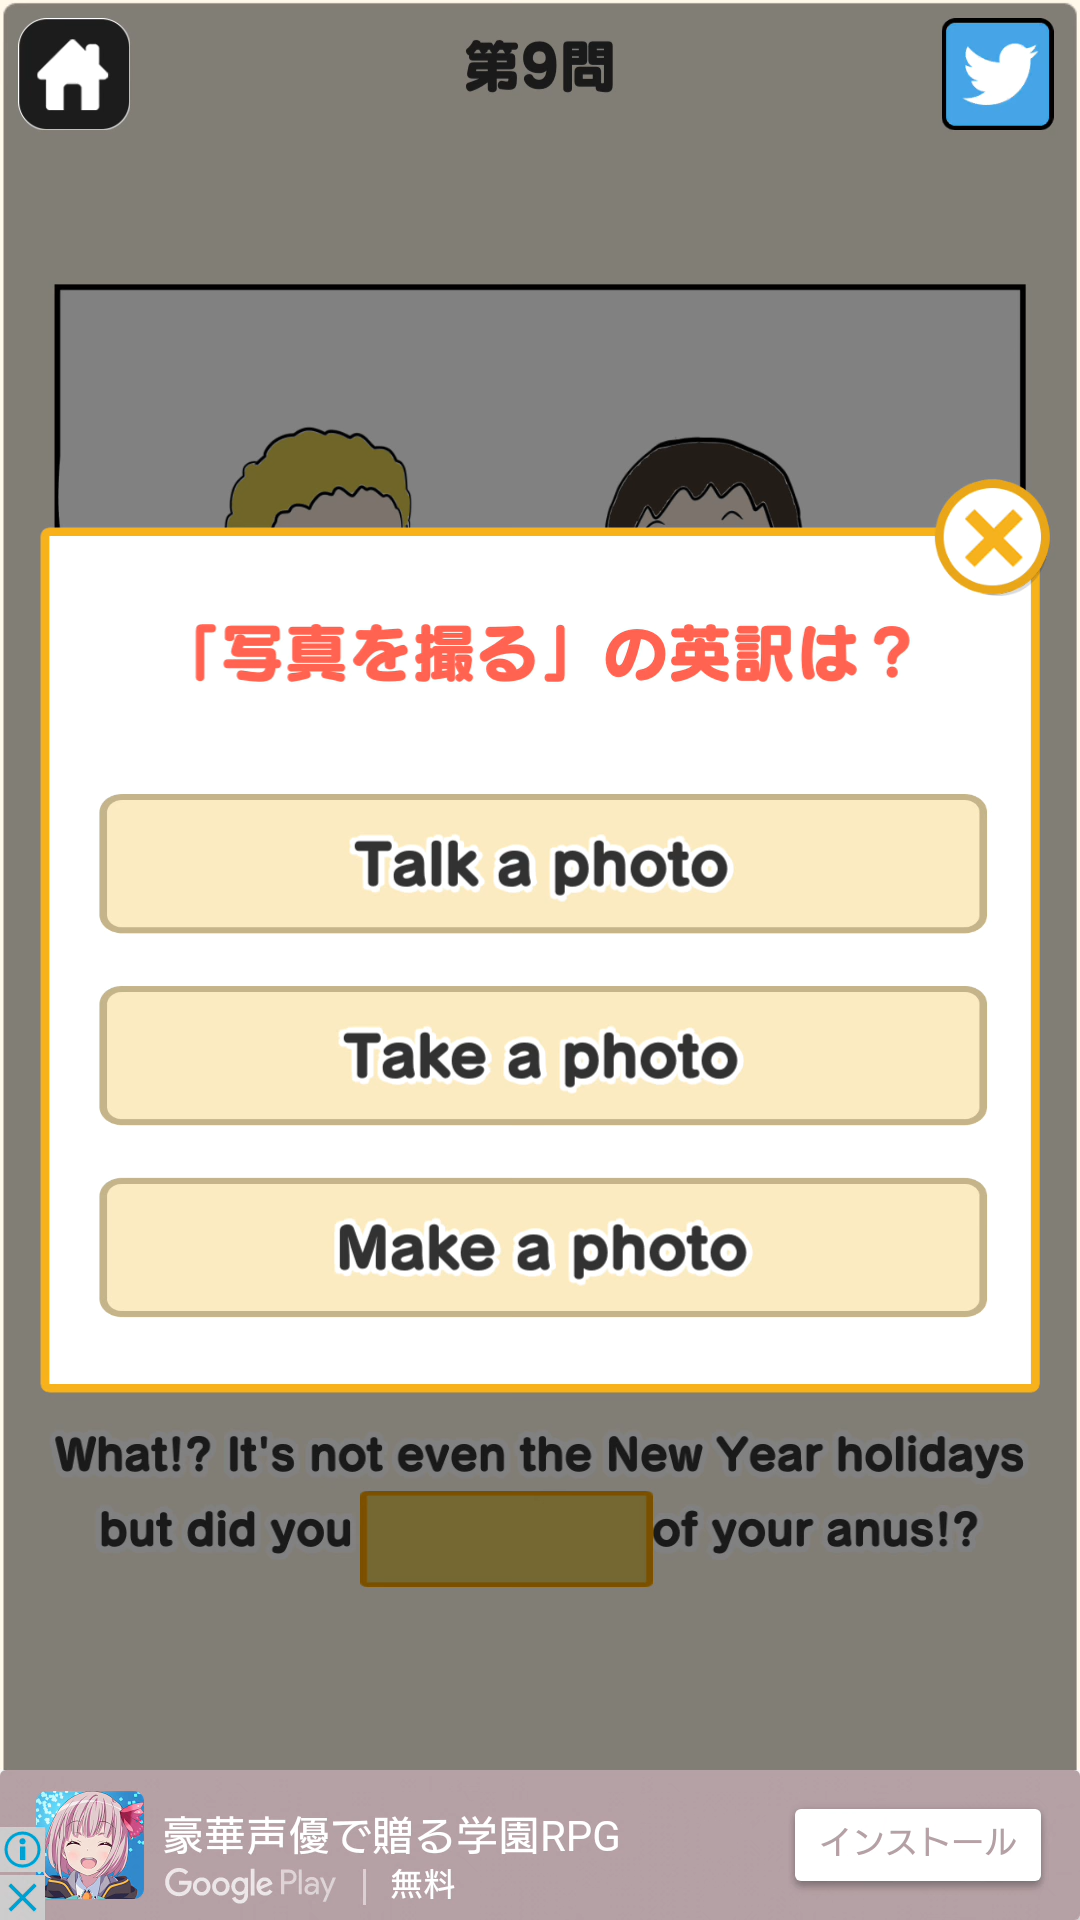 第9問
「写真を撮る」の英訳は？
Talk a photo
Take a photo
Make a photo
What!? It's not even the New Year holidays
but did you of your anus!?
豪華声優で贈る学園RPG
Google Play | 無料
インストール